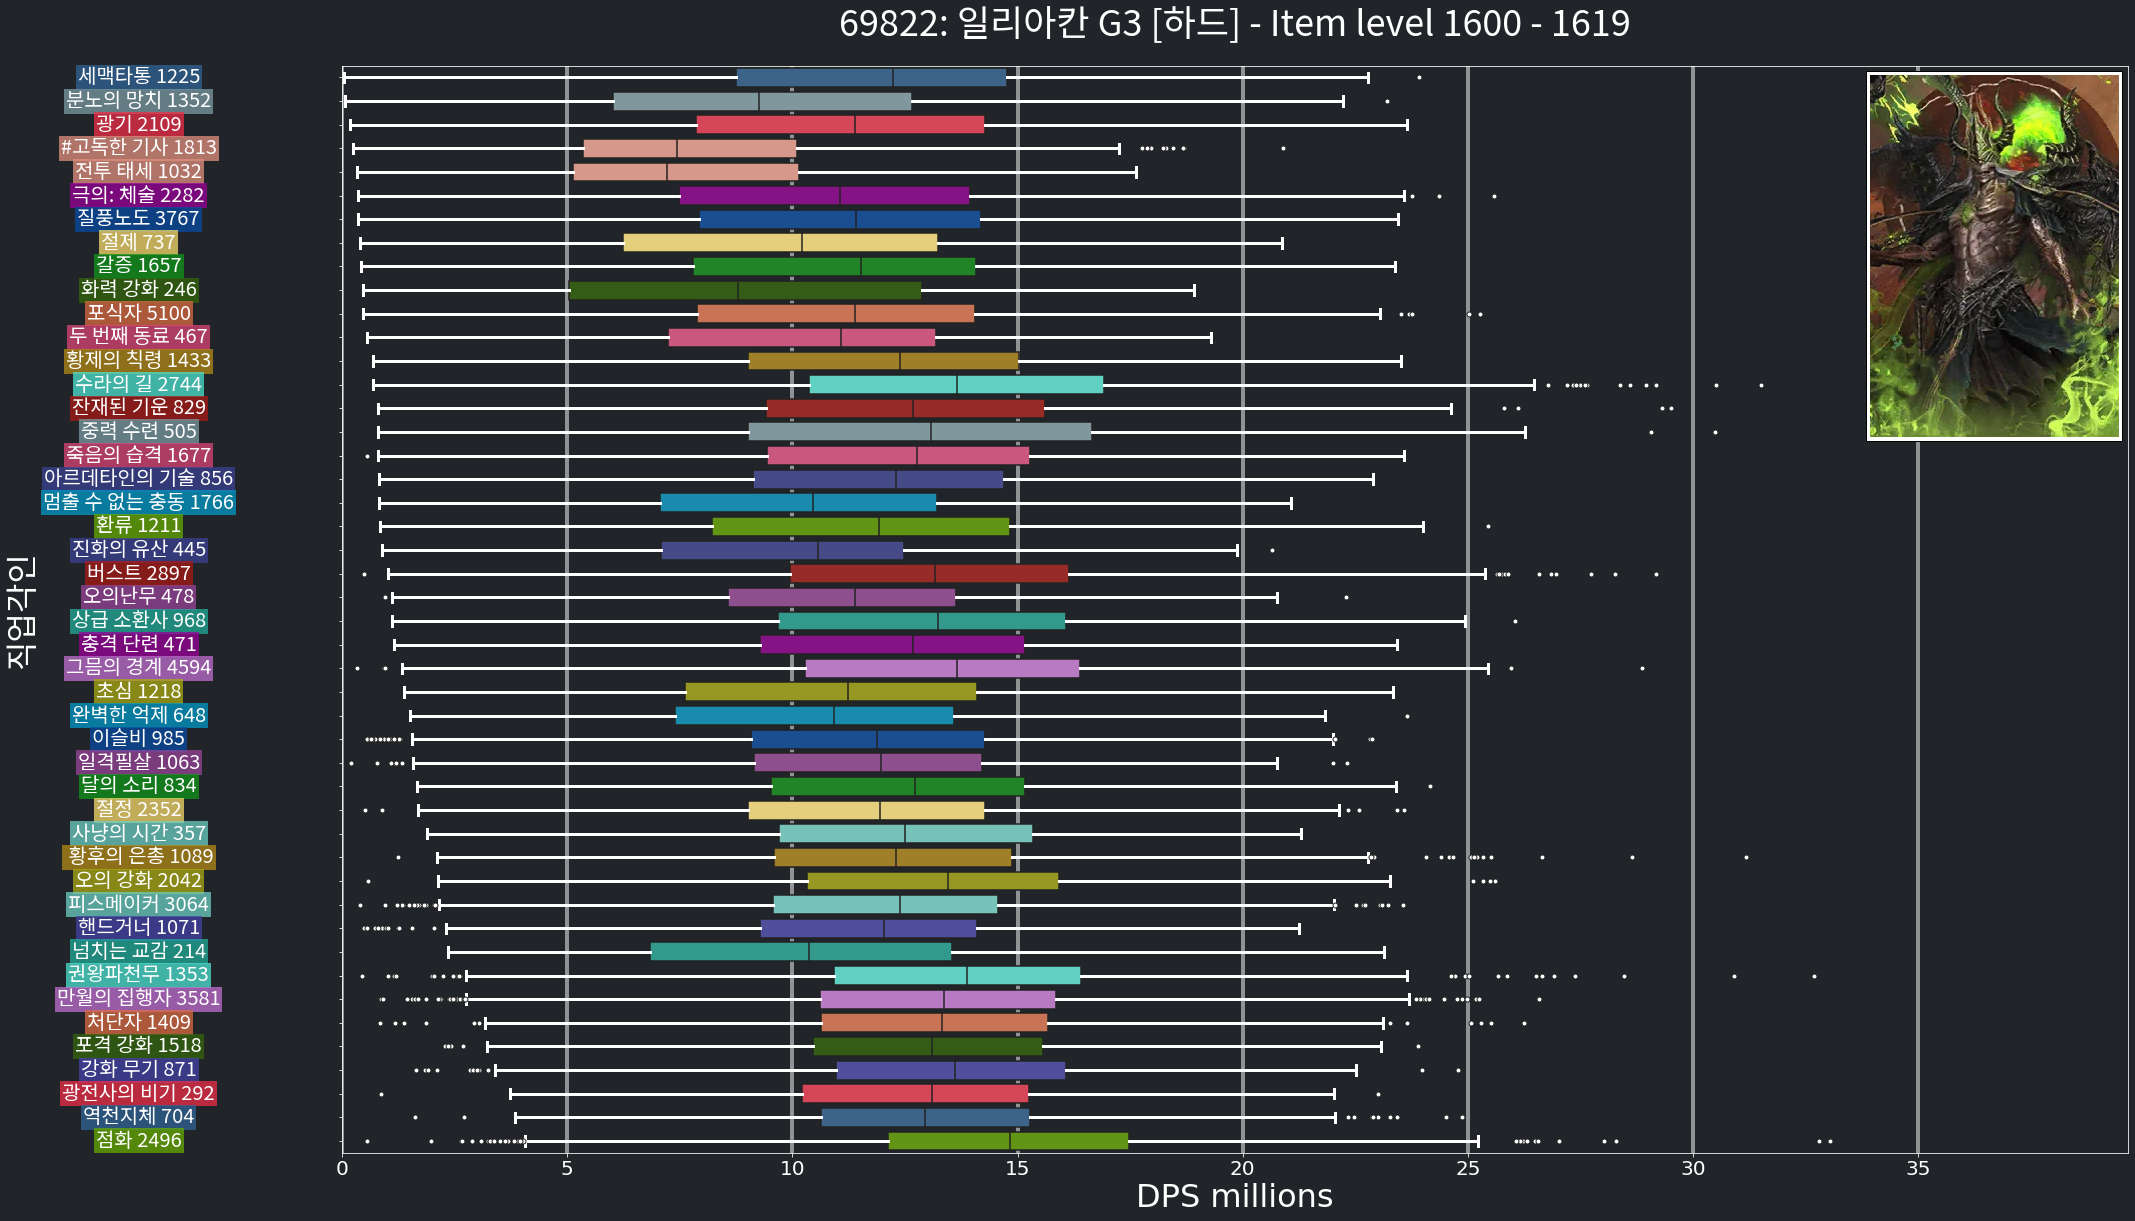 69822: 일리아칸 G3 [하드] - Item level 1600 - 1619
세맥타통 1225
분노의 망치 1352
광기 2109
#고독한 기사 1813
전투 태세 1032
극의: 체술 2282
질풍노도 3767
절제 737
갈증 1657
화력 강화 246
포식자 5100
두 번째 동료 467
황제의 칙령 1433
수라의 길 2744
잔재된 기운 829
중력 수련 505
죽음의 습격 1677
아르데타인의 기술 856
멈출 수 없는 충동 1766
환류 1211
진화의 유산 445
버스트 2897
오의난무 478
상급 소환사 968
충격 단련 471
그믐의 경계 4594
초심 1218
완벽한 억제 648
이슬비 985
일격필살 1063
달의 소리 834
절정 2352
사냥의 시간 357
황후의 은총 1089
오의 강화 2042
피스메이커 3064
핸드거너 1071
넘치는 교감 214
권왕파천무 1353
만월의 집행자 3581
처단자 1409
포격 강화 1518
강화 무기 871
광전사의 비기 292
역천지체 704
점화 2496
직업각인
0 5 10 15 20 25 30 35
DPS millions